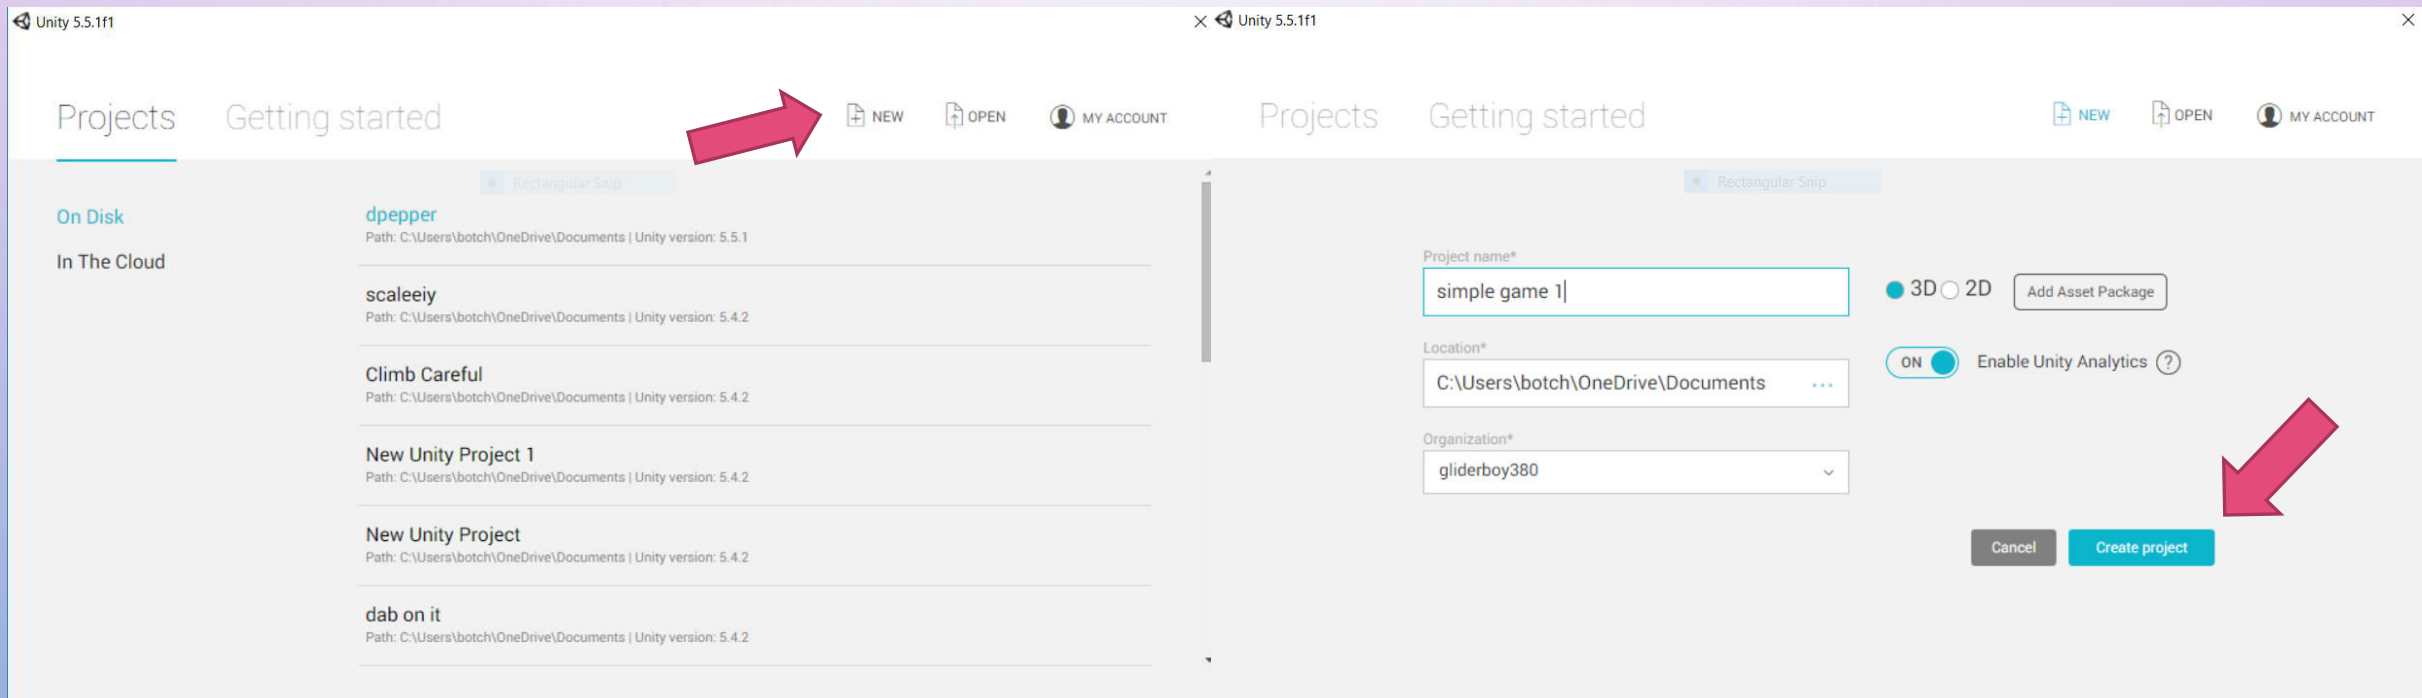 Unity 5.5.1f1
Projects Getting started NEW OPEN MY ACCOUNT
Rectangular Snip
On Disk
In The Cloud
dpepper
Path: C:\Users\botch\OneDrive\Documents | Unity version: 5.5.1
scaleeiy
Path: C:\Users\botch\OneDrive\Documents | Unity version: 5.4.2
Climb Careful
Path: C:\Users\botch\OneDrive\Documents | Unity version: 5.4.2
New Unity Project 1
Path: C:\Users\botch\OneDrive\Documents | Unity version: 5.4.2
New Unity Project
Path: C:\Users\botch\OneDrive\Documents | Unity version: 5.4.2
dab on it
Path: C:\Users\botch\OneDrive\Documents | Unity version: 5.4.2
Unity 5.5.1f1
Projects Getting started NEW OPEN MY ACCOUNT
Rectangular Snip
Project name*
simple game 1
3D 2D Add Asset Package
Location*
C:\Users\botch\OneDrive\Documents ...
ON Enable Unity Analytics ?
Organization*
gliderboy380
Cancel Create project